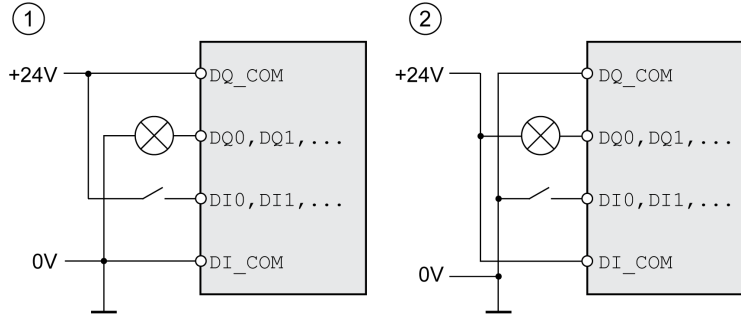 1
+24V
DQ_COM
DQ0,DQ1,...
DI0,DI1,...
0V
DI_COM
2
+24V
DQ_COM
DQ0,DQ1,...
DI0,DI1,...
DI_COM
0V